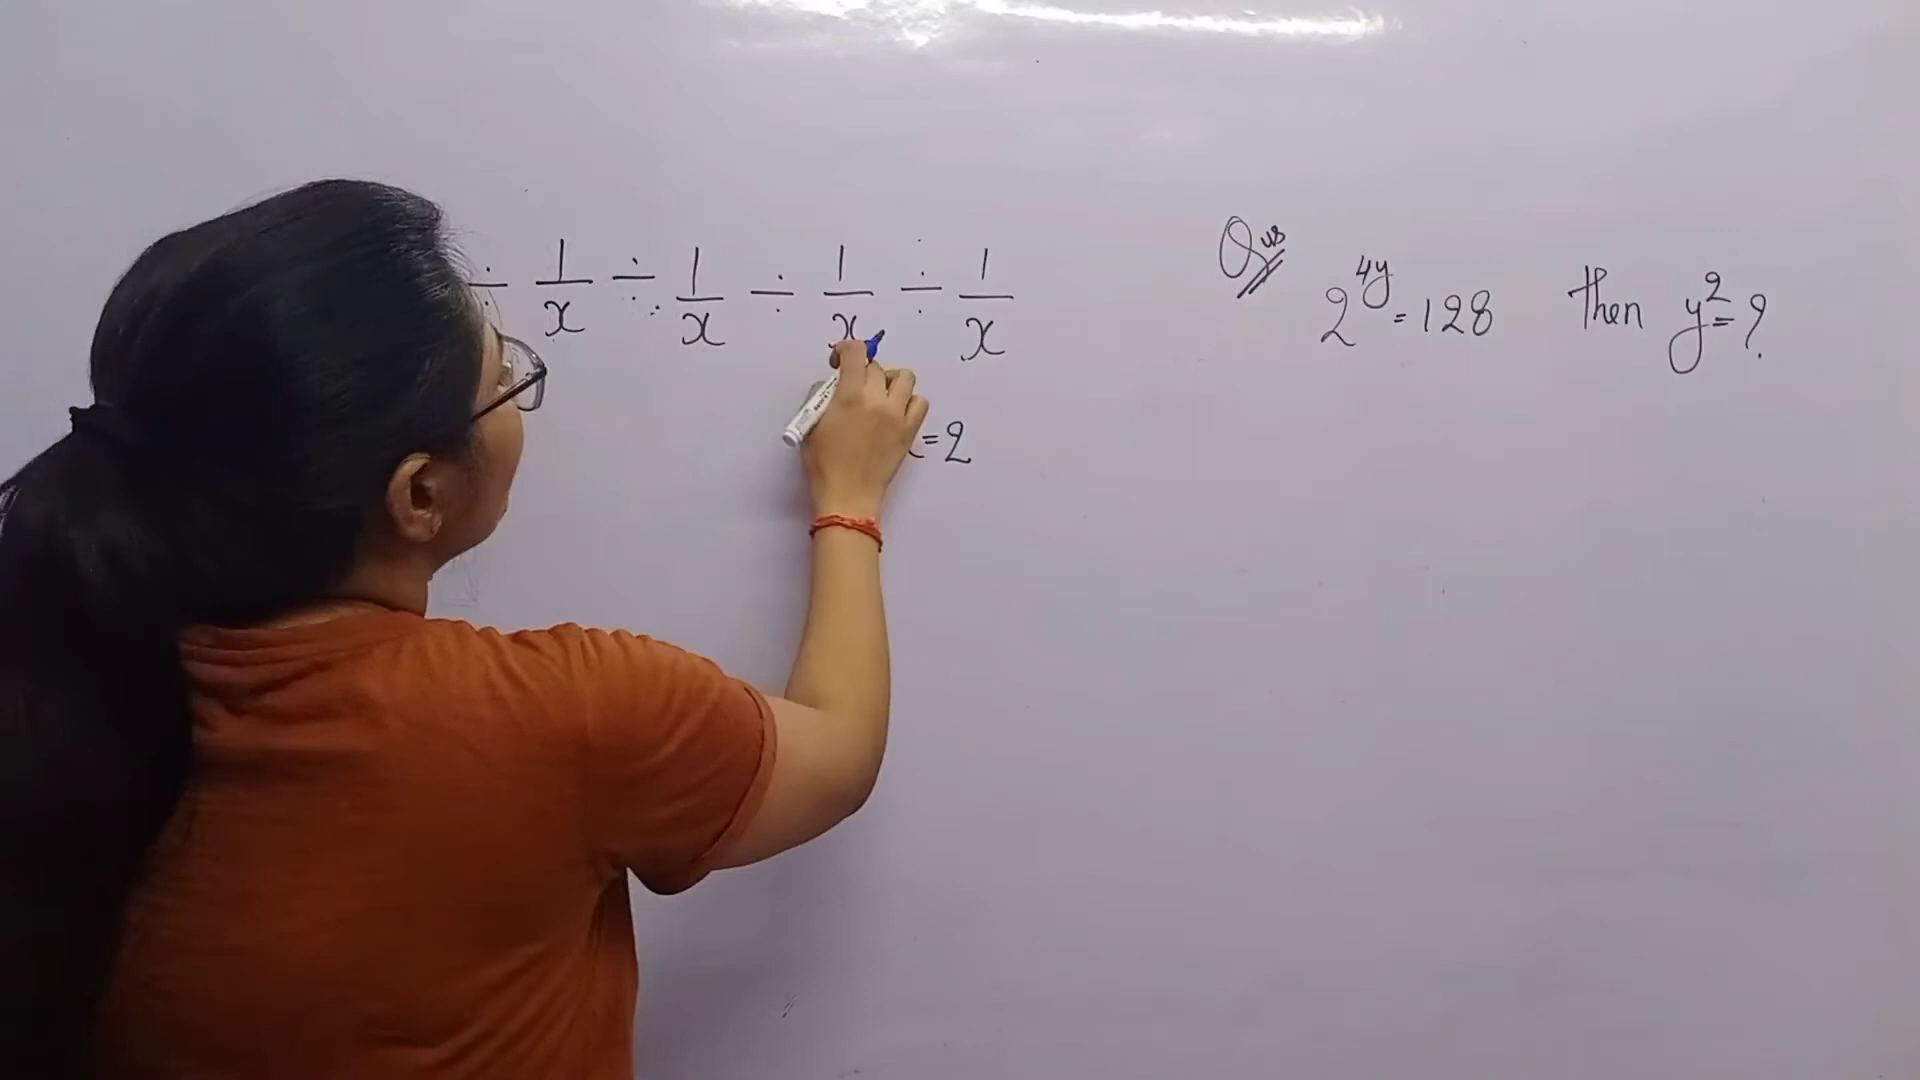 ÷ 1/x ÷ 1/x ÷ 1/x ÷ 1/x
=2
Qus
2^4y = 128 then y^2 = ?